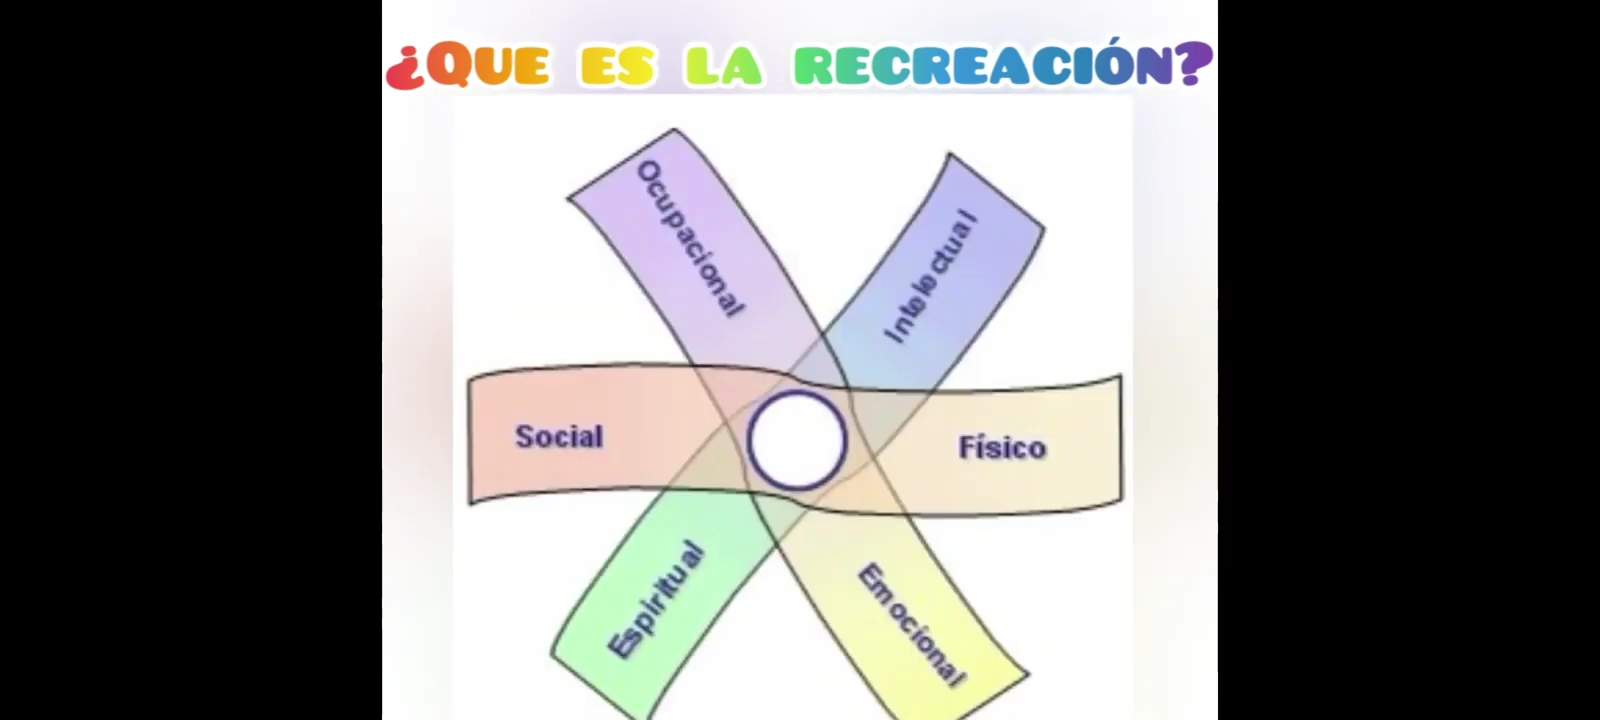 ¿QUE ES LA RECREACIÓN?
Ocupacional
Intelectual
Social
Físico
Espiritual
Emocional